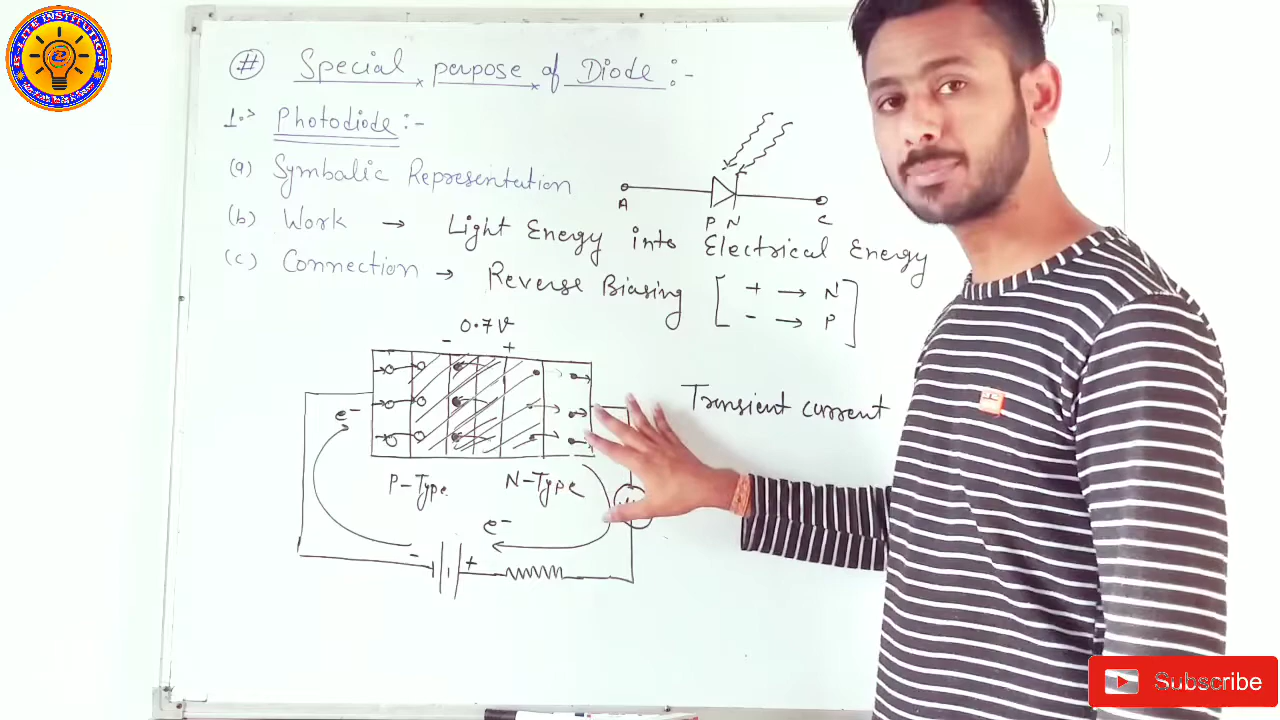 # Special purpose of Diode :-
1.> Photodiode :-
(a) Symbalic Representation
A P N C
(b) Work → Light Energy into Electrical Energy
(c) Connection → Reverse Biasing [ + → N
- → P ]
0.7V
- +
Transient current
e-
P-Type N-Type
e-
- +
Subscribe